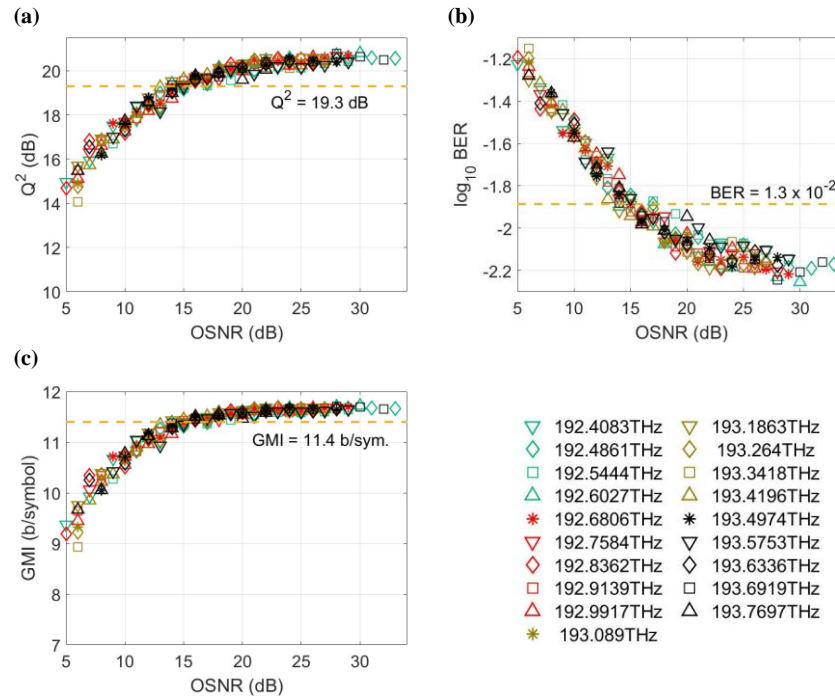 (a)
22
20
18
16
14
12
10
Q² (dB)
Q² = 19.3 dB
5 10 15 20 25 30
OSNR (dB)
(b)
-1.2
-1.4
-1.6
-1.8
-2
-2.2
log₁₀ BER
BER = 1.3 x 10⁻²
5 10 15 20 25 30
OSNR (dB)
(c)
12
11
10
9
8
7
GMI (b/symbol)
GMI = 11.4 b/sym.
5 10 15 20 25 30
OSNR (dB)
192.4083THz
192.4861THz
192.5444THz
192.6027THz
192.6806THz
192.7584THz
192.8362THz
192.9139THz
192.9917THz
193.089THz
193.1863THz
193.264THz
193.3418THz
193.4196THz
193.4974THz
193.5753THz
193.6336THz
193.6919THz
193.7697THz